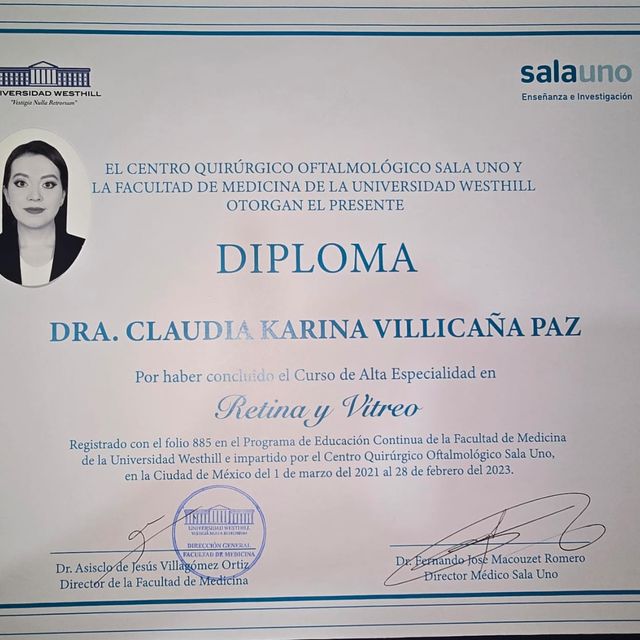 UNIVERSIDAD WESTHILL
"Vestigia Nulla Retrorsum"
salauno
Enseñanza e Investigación
EL CENTRO QUIRÚRGICO OFTALMOLÓGICO SALA UNO Y
LA FACULTAD DE MEDICINA DE LA UNIVERSIDAD WESTHILL
OTORGAN EL PRESENTE
DIPLOMA
DRA. CLAUDIA KARINA VILLICAÑA PAZ
Por haber concluido el Curso de Alta Especialidad en
Retina y Vítreo
Registrado con el folio 885 en el Programa de Educación Continua de la Facultad de Medicina
de la Universidad Westhill e impartido por el Centro Quirúrgico Oftalmológico Sala Uno,
en la Ciudad de México del 1 de marzo del 2021 al 28 de febrero del 2023.
UNIVERSIDAD WESTHILL
VESTIGIA NULLA RETRORSUM
DIRECCIÓN GENERAL
FACULTAD DE MEDICINA
Dr. Asisclo de Jesús Villagómez Ortiz
Director de la Facultad de Medicina
Dr. Fernando José Macouzet Romero
Director Médico Sala Uno